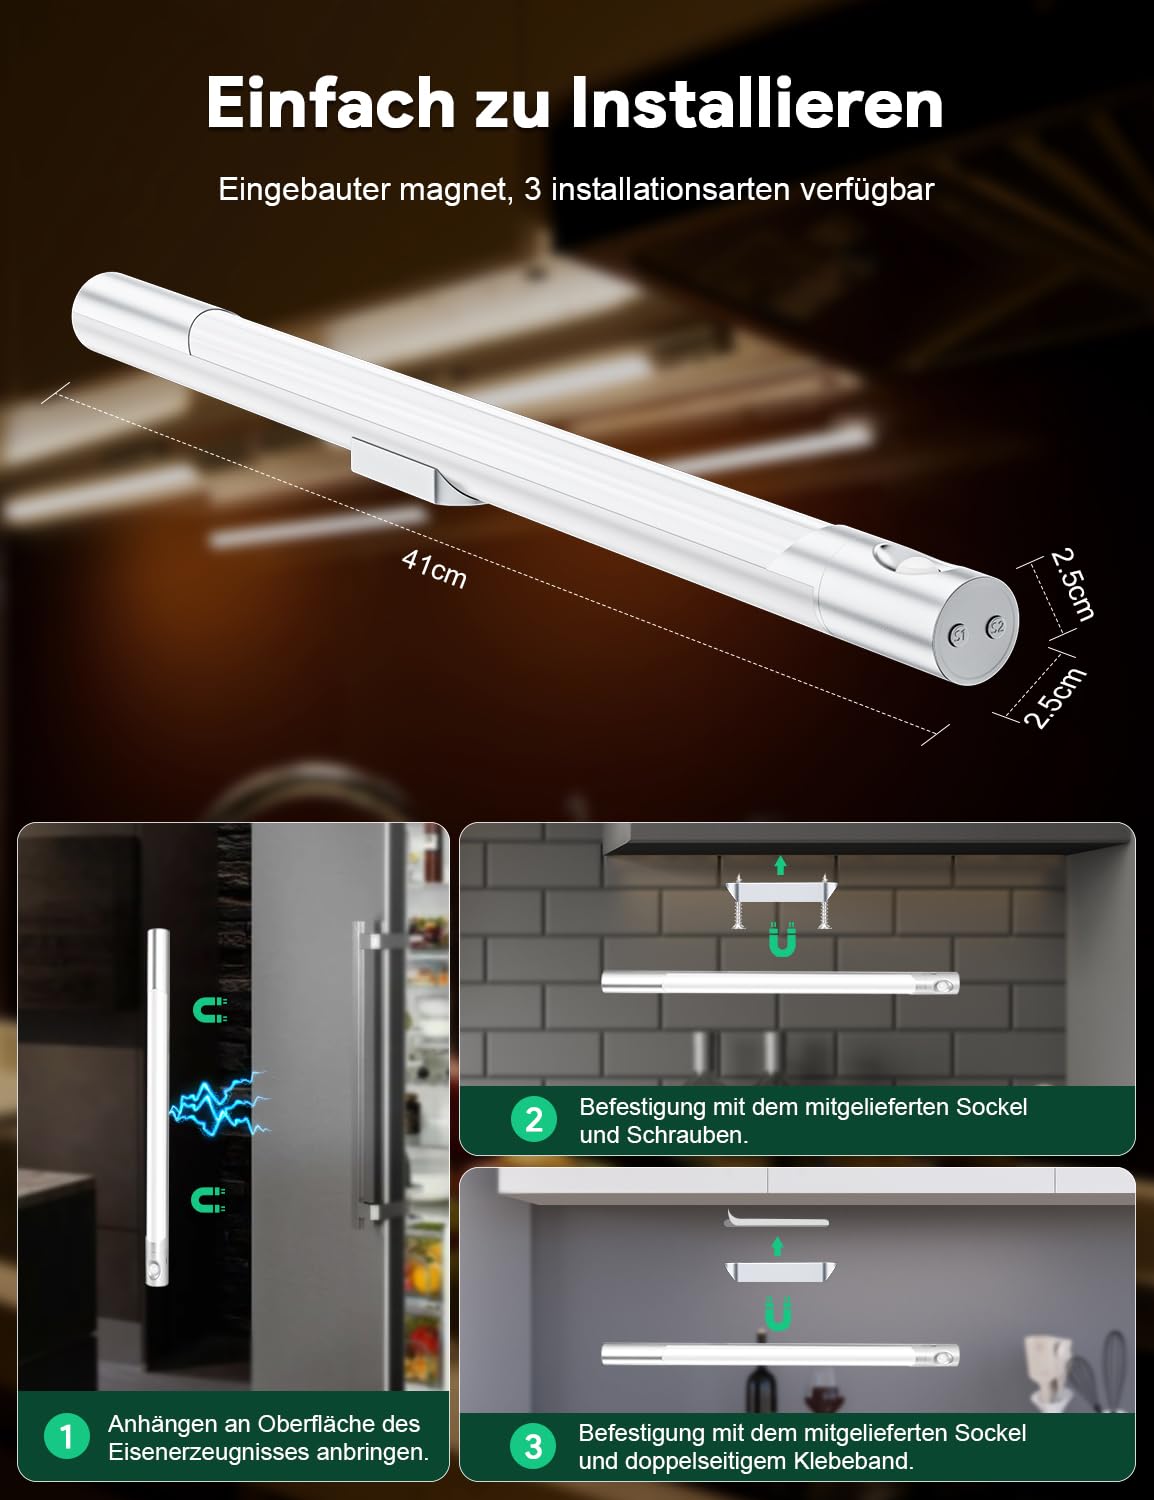 Einfach zu Installieren
Eingebauter magnet, 3 installationsarten verfügbar
41cm
2.5cm
2.5cm
S1 S2
1 Anhängen an Oberfläche des
Eisenerzeugnisses anbringen.
2 Befestigung mit dem mitgelieferten Sockel
und Schrauben.
3 Befestigung mit dem mitgelieferten Sockel
und doppelseitigem Klebeband.